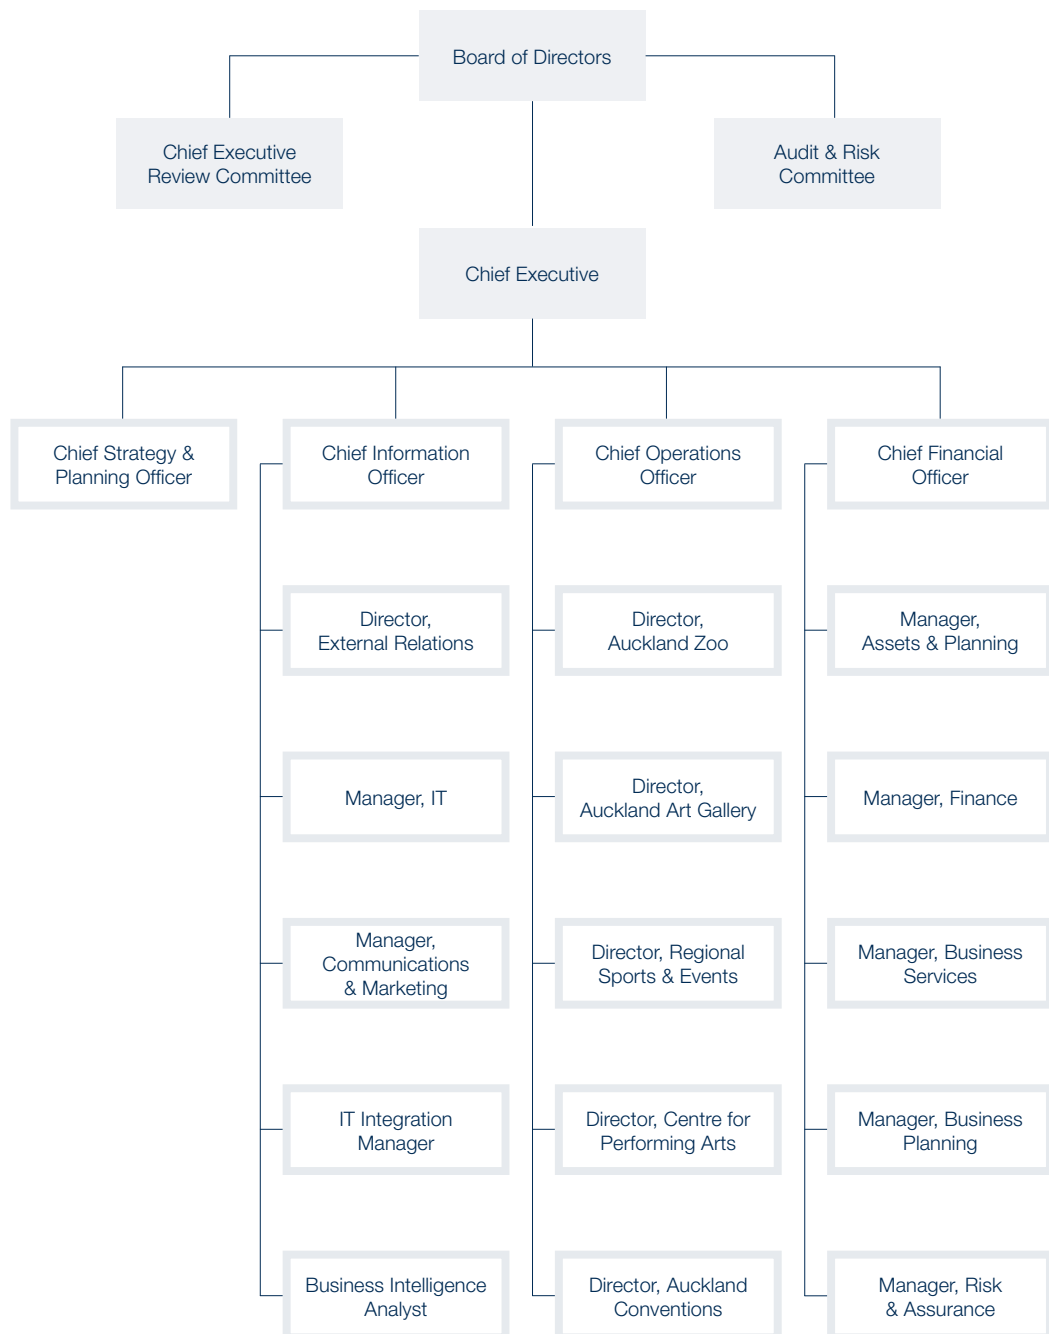 Board of Directors
Chief Executive
Review Committee
Audit & Risk
Committee
Chief Executive
Chief Strategy &
Planning Officer
Chief Information
Officer
Chief Operations
Officer
Chief Financial
Officer
Director,
External Relations
Director,
Auckland Zoo
Manager,
Assets & Planning
Manager, IT
Director,
Auckland Art Gallery
Manager, Finance
Manager,
Communications
& Marketing
Director, Regional
Sports & Events
Manager, Business
Services
IT Integration
Manager
Director, Centre for
Performing Arts
Manager, Business
Planning
Business Intelligence
Analyst
Director, Auckland
Conventions
Manager, Risk
& Assurance